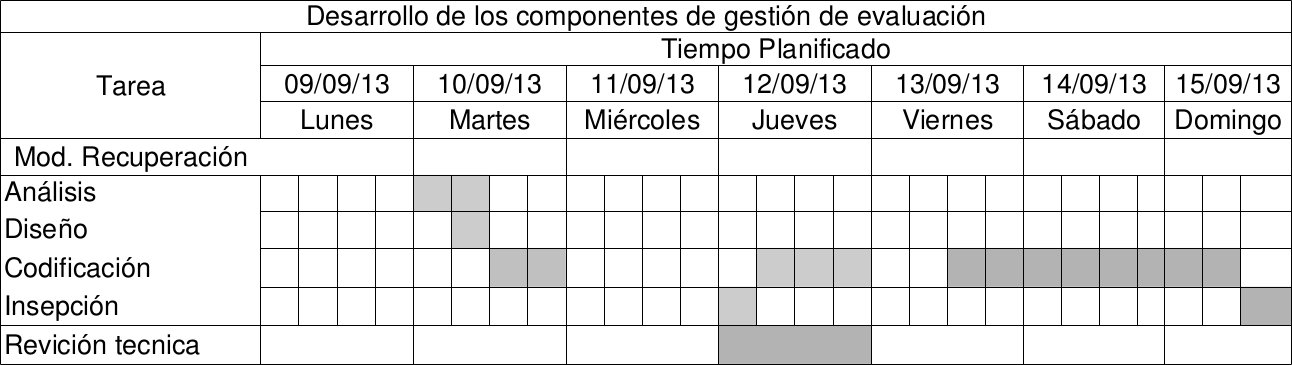 Desarrollo de los componentes de gestión de evaluación
Tarea
Tiempo Planificado
09/09/13 10/09/13 11/09/13 12/09/13 13/09/13 14/09/13 15/09/13
Lunes Martes Miércoles Jueves Viernes Sábado Domingo
Mod. Recuperación
Análisis
Diseño
Codificación
Insepción
Revición tecnica